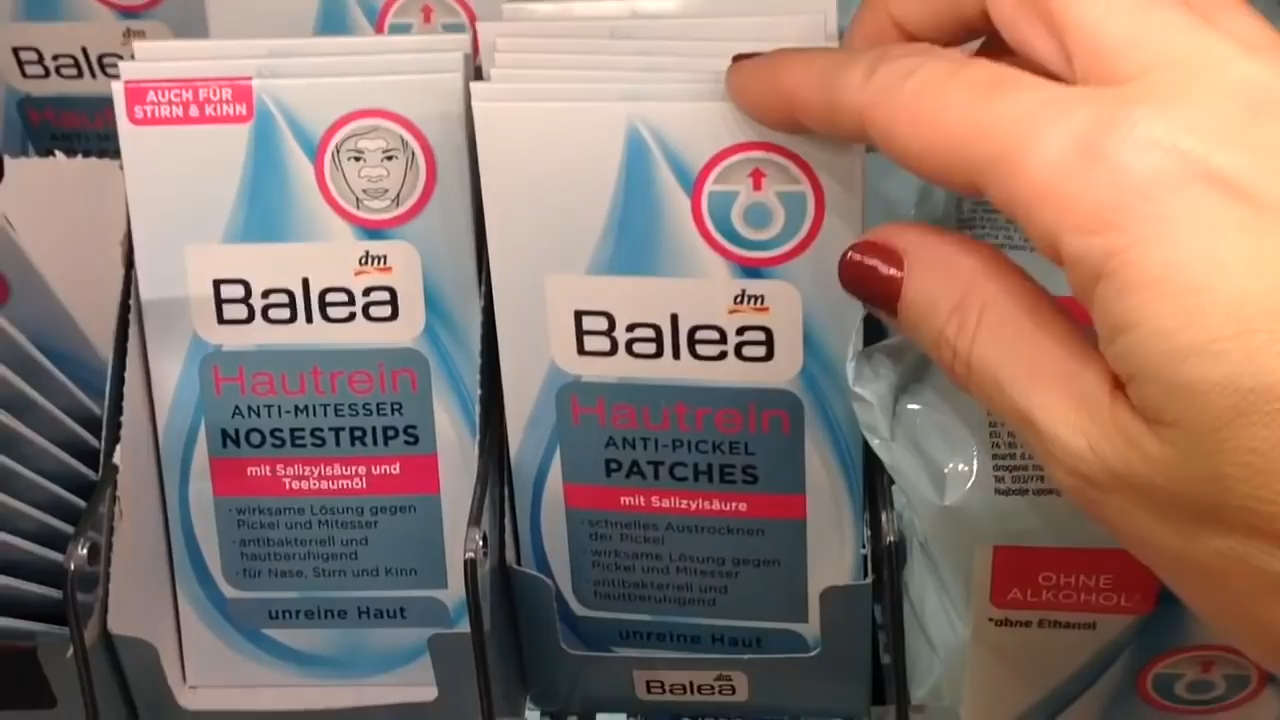 dm
Bale
AUCH FÜR
STIRN & KINN
dm
Balea
Hautrein
ANTI-MITESSER
NOSESTRIPS
mit Salizylsäure und
Teebaumöl
· wirksame Lösung gegen
Pickel und Mitesser
· antibakteriell und
hautberuhigend
· für Nase, Stirn und Kinn
unreine Haut
dm
Balea
Hautrein
ANTI-PICKEL
PATCHES
mit Salizylsäure
· schnelles Austrocknen
der Pickel
· wirksame Lösung gegen
Pickel und Mitesser
· antibakteriell und
hautberuhigend
unreine Haut
dm
Balea
OHNE
ALKOHOL*
*ohne Ethanol